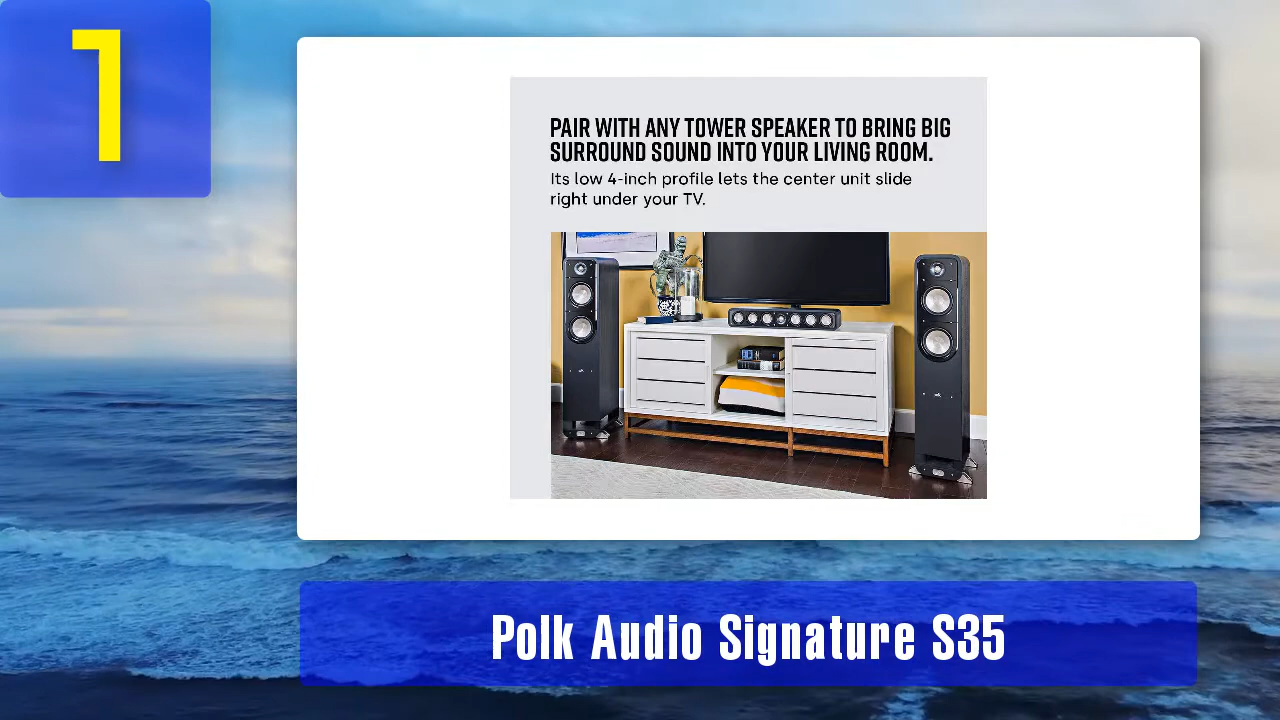 1
PAIR WITH ANY TOWER SPEAKER TO BRING BIG
SURROUND SOUND INTO YOUR LIVING ROOM.
Its low 4-inch profile lets the center unit slide
right under your TV.
Polk Audio Signature S35